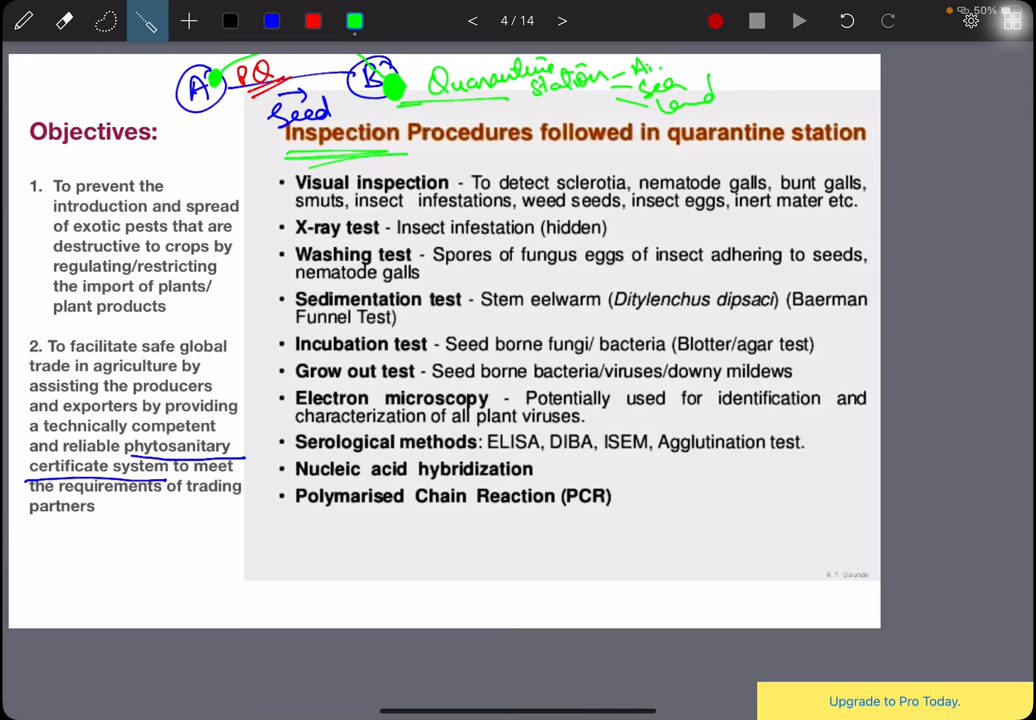 4 / 14
50%
A
PQ
B
Seed
Quarantine
station
Sea
Land
Objectives:
1. To prevent the
introduction and spread
of exotic pests that are
destructive to crops by
regulating/restricting
the import of plants/
plant products
2. To facilitate safe global
trade in agriculture by
assisting the producers
and exporters by providing
a technically competent
and reliable phytosanitary
certificate system to meet
the requirements of trading
partners
Inspection Procedures followed in quarantine station
• Visual inspection - To detect sclerotia, nematode galls, bunt galls,
smuts, insect infestations, weed seeds, insect eggs, inert mater etc.
• X-ray test - Insect infestation (hidden)
• Washing test - Spores of fungus eggs of insect adhering to seeds,
nematode galls
• Sedimentation test - Stem eelwarm (Ditylenchus dipsaci) (Baerman
Funnel Test)
• Incubation test - Seed borne fungi/ bacteria (Blotter/agar test)
• Grow out test - Seed borne bacteria/viruses/downy mildews
• Electron microscopy - Potentially used for identification and
characterization of all plant viruses.
• Serological methods: ELISA, DIBA, ISEM, Agglutination test.
• Nucleic acid hybridization
• Polymarised Chain Reaction (PCR)
A.T. Daunde
Upgrade to Pro Today.